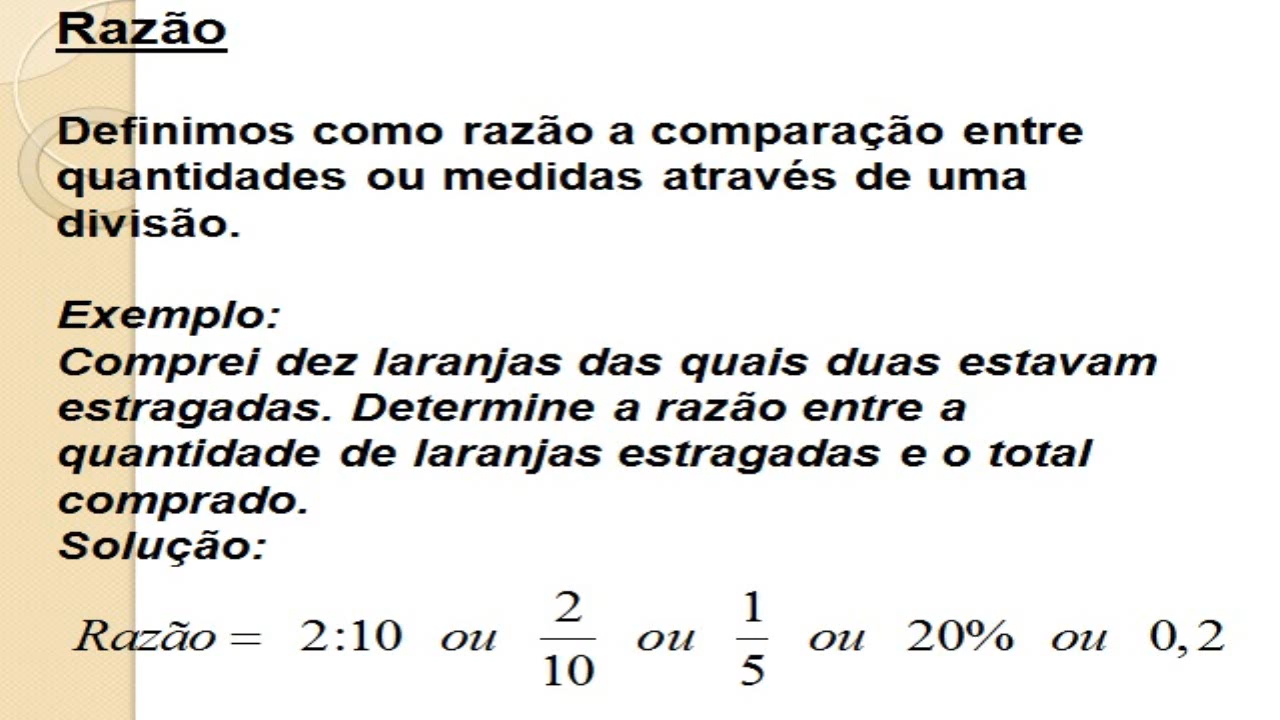 Razão
Definimos como razão a comparação entre
quantidades ou medidas através de uma
divisão.
Exemplo:
Comprei dez laranjas das quais duas estavam
estragadas. Determine a razão entre a
quantidade de laranjas estragadas e o total
comprado.
Solução:
Razão = 2:10 ou 2/10 ou 1/5 ou 20% ou 0,2